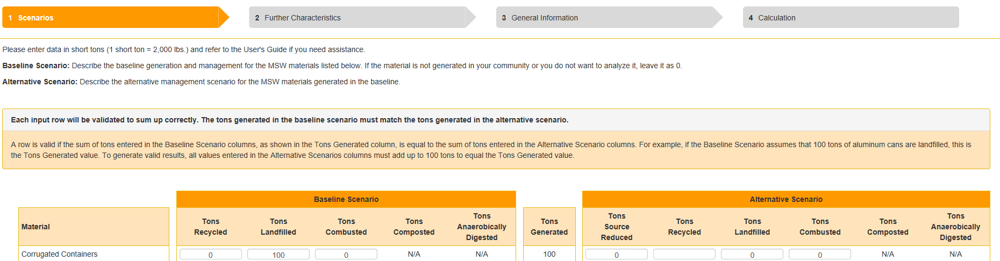 1 Scenarios
2 Further Characteristics
3 General Information
4 Calculation
Please enter data in short tons (1 short ton = 2,000 lbs.) and refer to the User's Guide if you need assistance.
Baseline Scenario: Describe the baseline generation and management for the MSW materials listed below. If the material is not generated in your community or you do not want to analyze it, leave it as 0.
Alternative Scenario: Describe the alternative management scenario for the MSW materials generated in the baseline.
Each input row will be validated to sum up correctly. The tons generated in the baseline scenario must match the tons generated in the alternative scenario.
A row is valid if the sum of tons entered in the Baseline Scenario columns, as shown in the Tons Generated column, is equal to the sum of tons entered in the Alternative Scenario columns. For example, if the Baseline Scenario assumes that 100 tons of aluminum cans are landfilled, this is
the Tons Generated value. To generate valid results, all values entered in the Alternative Scenarios columns must add up to 100 tons to equal the Tons Generated value.
Baseline Scenario
Alternative Scenario
Material
Tons
Recycled
Tons
Landfilled
Tons
Combusted
Tons
Composted
Tons
Anaerobically
Digested
Tons
Generated
Tons
Source
Reduced
Tons
Recycled
Tons
Landfilled
Tons
Combusted
Tons
Composted
Tons
Anaerobically
Digested
Corrugated Containers 0 100 0 N/A N/A 100 0 0 0 N/A N/A